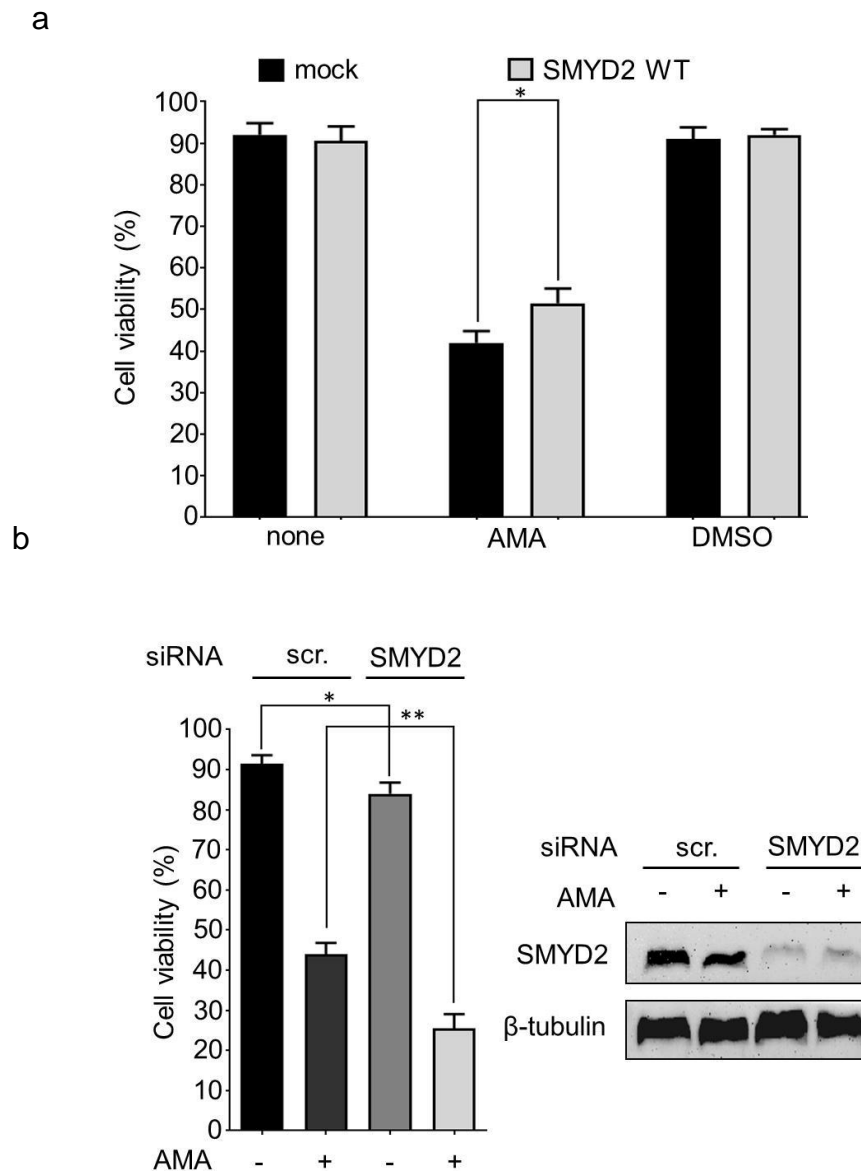 a
mock SMYD2 WT
*
100
90
80
70
60
50
40
30
20
10
0
Cell viability (%)
none AMA DMSO
b
siRNA scr. SMYD2
*
**
100
90
80
70
60
50
40
30
20
10
0
Cell viability (%)
AMA - + - +
siRNA scr. SMYD2
AMA - + - +
SMYD2
β-tubulin